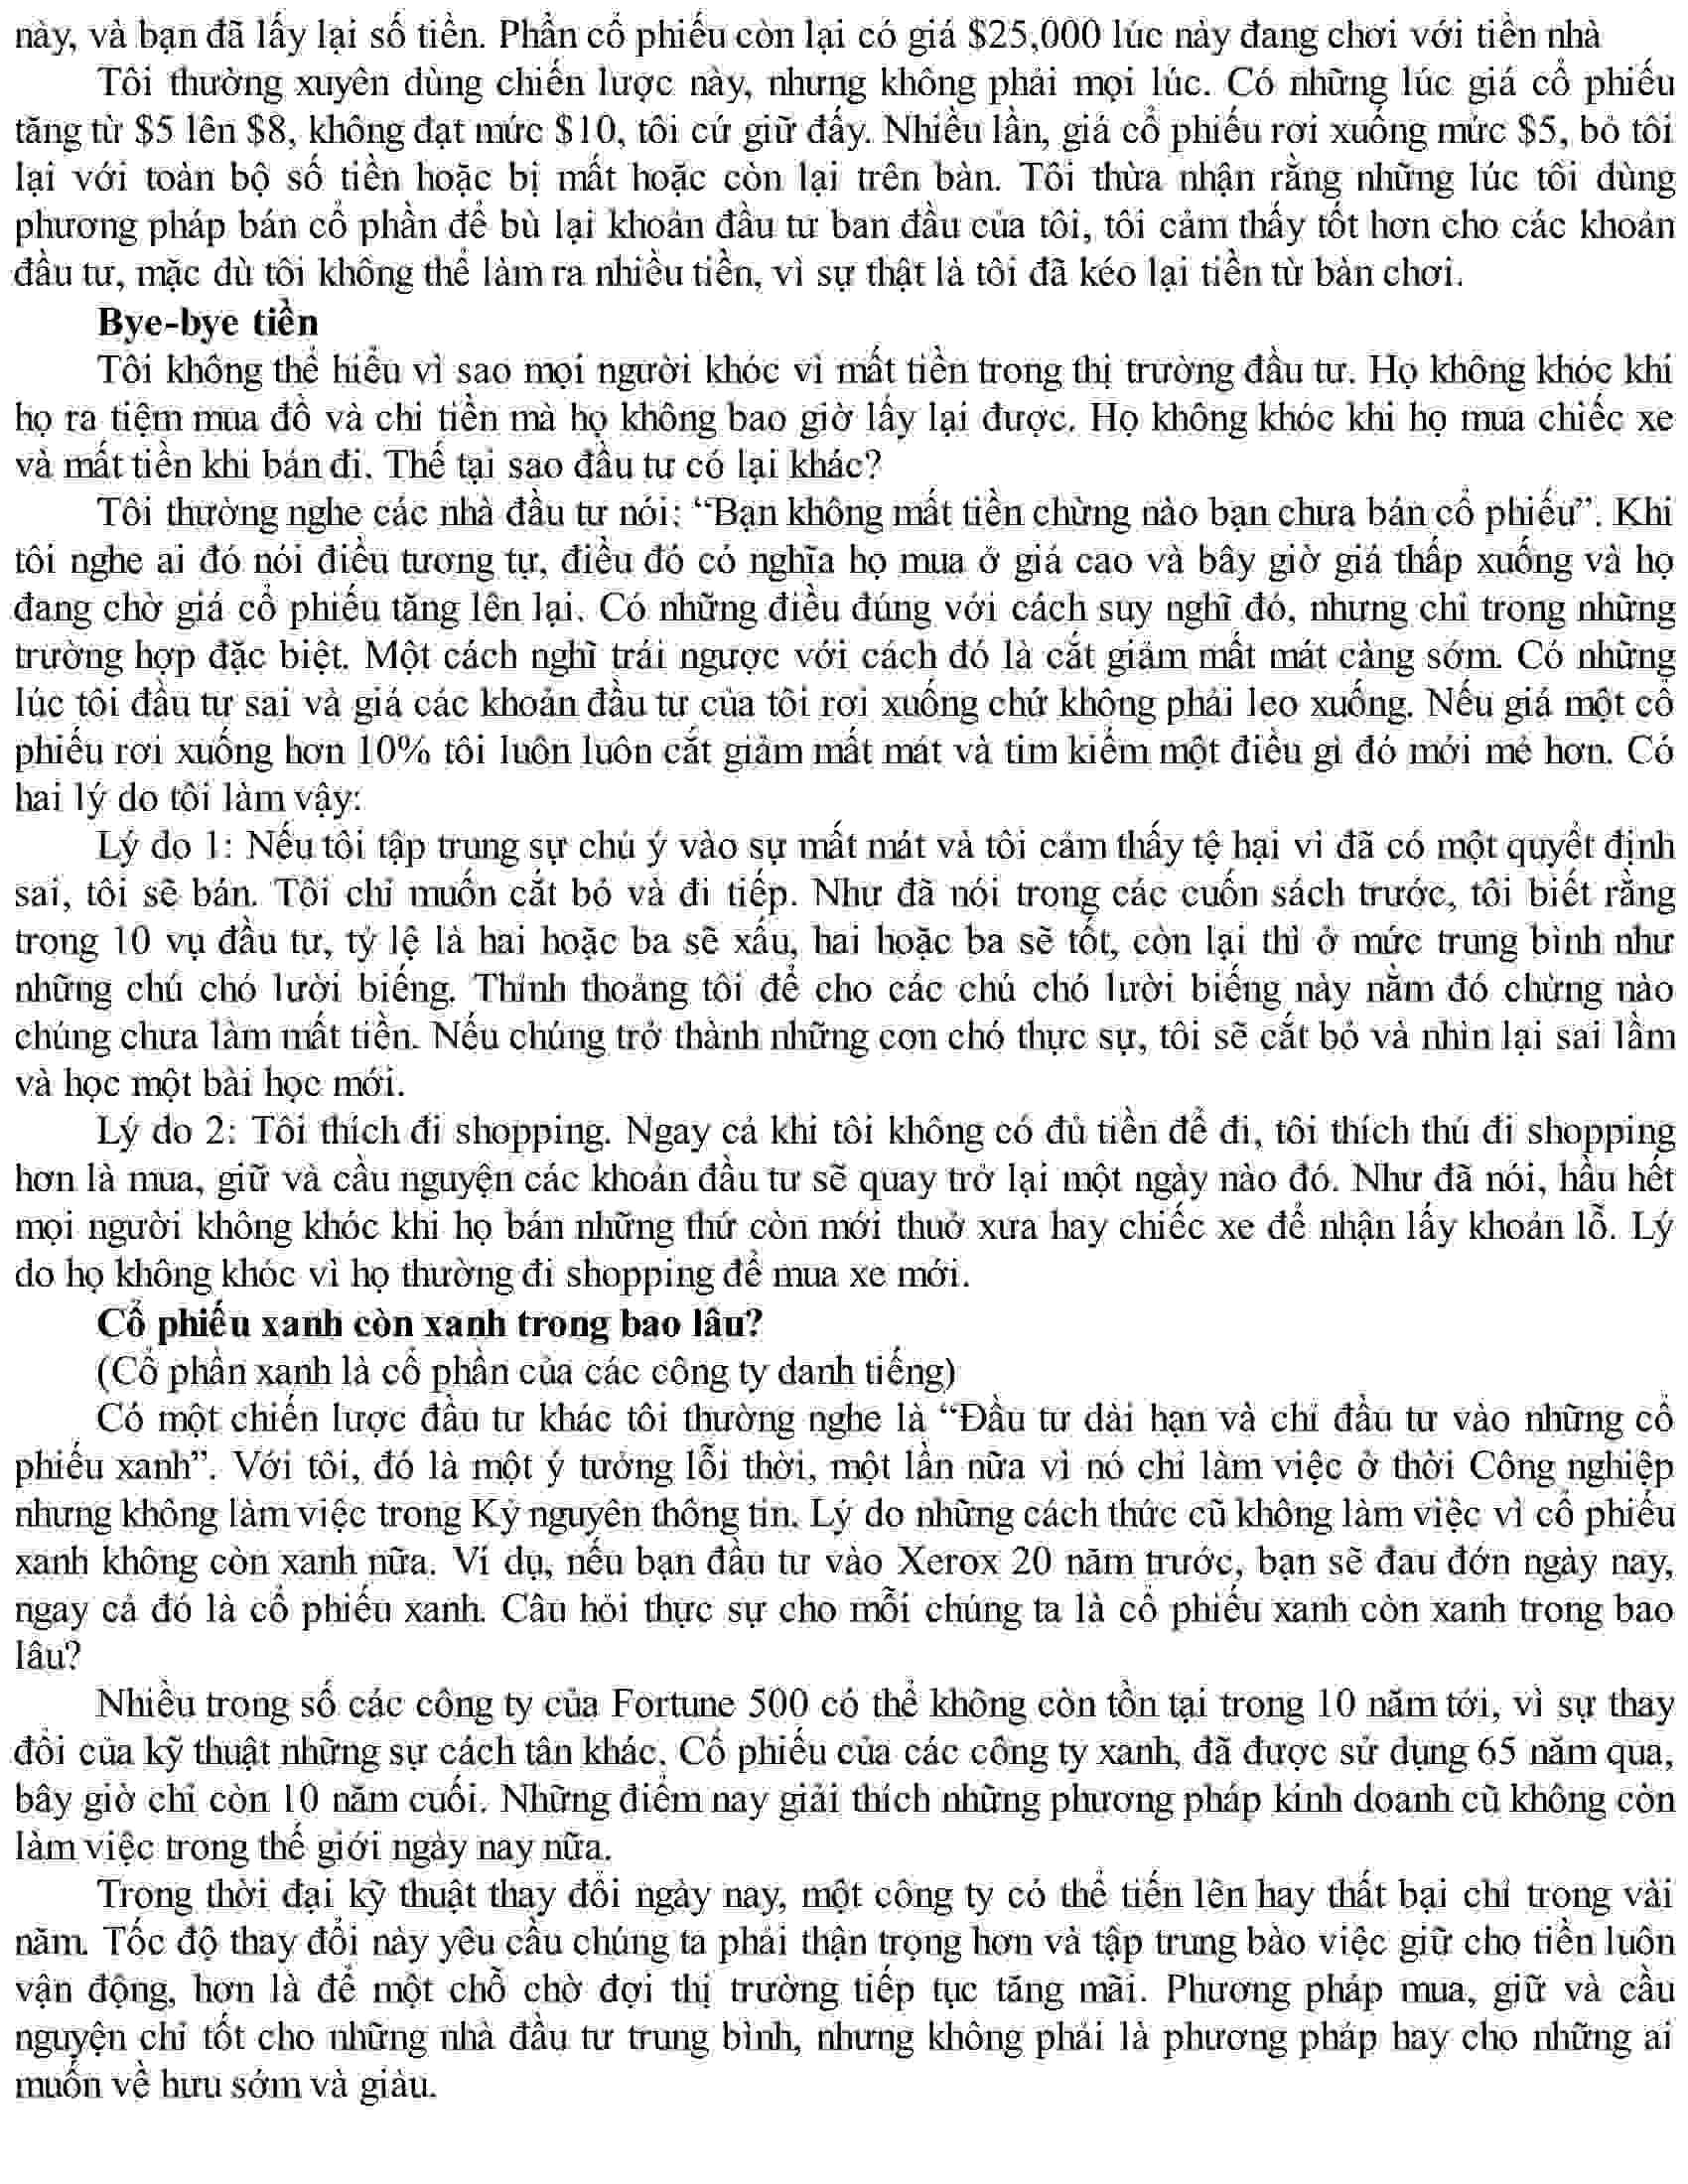 này, và bạn đã lấy lại số tiền. Phần cổ phiếu còn lại có giá $25,000 lúc này đang chơi với tiền nhà
Tôi thường xuyên dùng chiến lược này, nhưng không phải mọi lúc. Có những lúc giá cổ phiếu
tăng từ $5 lên $8, không đạt mức $10, tôi cứ giữ đấy. Nhiều lần, giá cổ phiếu rơi xuống mức $5, bỏ tôi
lại với toàn bộ số tiền hoặc bị mất hoặc còn lại trên bàn. Tôi thừa nhận rằng những lúc tôi dùng
phương pháp bán cổ phần để bù lại khoản đầu tư ban đầu của tôi, tôi cảm thấy tốt hơn cho các khoản
đầu tư, mặc dù tôi không thể làm ra nhiều tiền, vì sự thật là tôi đã kéo lại tiền từ bàn chơi.
Bye-bye tiền
Tôi không thể hiểu vì sao mọi người khóc vì mất tiền trong thị trường đầu tư. Họ không khóc khi
họ ra tiệm mua đồ và chi tiền mà họ không bao giờ lấy lại được. Họ không khóc khi họ mua chiếc xe
và mất tiền khi bán đi. Thế tại sao đầu tư có lại khác?
Tôi thường nghe các nhà đầu tư nói: “Bạn không mất tiền chừng nào bạn chưa bán cổ phiếu”. Khi
tôi nghe ai đó nói điều tương tự, điều đó có nghĩa họ mua ở giá cao và bây giờ giá thấp xuống và họ
đang chờ giá cổ phiếu tăng lên lại. Có những điều đúng với cách suy nghĩ đó, nhưng chỉ trong những
trường hợp đặc biệt. Một cách nghĩ trái ngược với cách đó là cắt giảm mất mát càng sớm. Có những
lúc tôi đầu tư sai và giá các khoản đầu tư của tôi rơi xuống chứ không phải leo xuống. Nếu giá một cổ
phiếu rơi xuống hơn 10% tôi luôn luôn cắt giảm mất mát và tìm kiếm một điều gì đó mới mẻ hơn. Có
hai lý do tôi làm vậy:
Lý do 1: Nếu tôi tập trung sự chú ý vào sự mất mát và tôi cảm thấy tệ hại vì đã có một quyết định
sai, tôi sẽ bán. Tôi chỉ muốn cắt bỏ và đi tiếp. Như đã nói trong các cuốn sách trước, tôi biết rằng
trong 10 vụ đầu tư, tỷ lệ là hai hoặc ba sẽ xấu, hai hoặc ba sẽ tốt, còn lại thì ở mức trung bình như
những chú chó lười biếng. Thỉnh thoảng tôi để cho các chú chó lười biếng này nằm đó chừng nào
chúng chưa làm mất tiền. Nếu chúng trở thành những con chó thực sự, tôi sẽ cắt bỏ và nhìn lại sai lầm
và học một bài học mới.
Lý do 2: Tôi thích đi shopping. Ngay cả khi tôi không có đủ tiền để đi, tôi thích thú đi shopping
hơn là mua, giữ và cầu nguyện các khoản đầu tư sẽ quay trở lại một ngày nào đó. Như đã nói, hầu hết
mọi người không khóc khi họ bán những thứ còn mới thuở xưa hay chiếc xe để nhận lấy khoản lỗ. Lý
do họ không khóc vì họ thường đi shopping để mua xe mới.
Cổ phiếu xanh còn xanh trong bao lâu?
(Cổ phần xanh là cổ phần của các công ty danh tiếng)
Có một chiến lược đầu tư khác tôi thường nghe là “Đầu tư dài hạn và chỉ đầu tư vào những cổ
phiếu xanh”. Với tôi, đó là một ý tưởng lỗi thời, một lần nữa vì nó chỉ làm việc ở thời Công nghiệp
nhưng không làm việc trong Kỷ nguyên thông tin. Lý do những cách thức cũ không làm việc vì cổ phiếu
xanh không còn xanh nữa. Ví dụ, nếu bạn đầu tư vào Xerox 20 năm trước, bạn sẽ đau đớn ngày nay,
ngay cả đó là cổ phiếu xanh. Câu hỏi thực sự cho mỗi chúng ta là cổ phiếu xanh còn xanh trong bao
lâu?
Nhiều trong số các công ty của Fortune 500 có thể không còn tồn tại trong 10 năm tới, vì sự thay
đổi của kỹ thuật những sự cách tân khác. Cổ phiếu của các công ty xanh, đã được sử dụng 65 năm qua,
bây giờ chỉ còn 10 năm cuối. Những điểm nay giải thích những phương pháp kinh doanh cũ không còn
làm việc trong thế giới ngày nay nữa.
Trong thời đại kỹ thuật thay đổi ngày nay, một công ty có thể tiến lên hay thất bại chỉ trong vài
năm. Tốc độ thay đổi này yêu cầu chúng ta phải thận trọng hơn và tập trung bào việc giữ cho tiền luôn
vận động, hơn là để một chỗ chờ đợi thị trường tiếp tục tăng mãi. Phương pháp mua, giữ và cầu
nguyện chỉ tốt cho những nhà đầu tư trung bình, nhưng không phải là phương pháp hay cho những ai
muốn về hưu sớm và giàu.